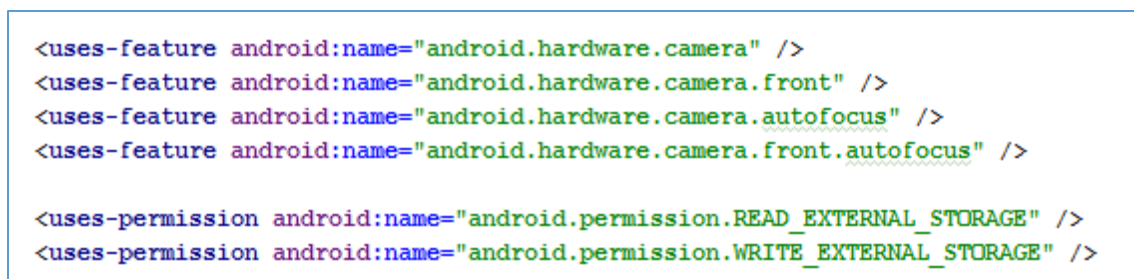 <uses-feature android:name="android.hardware.camera" />
<uses-feature android:name="android.hardware.camera.front" />
<uses-feature android:name="android.hardware.camera.autofocus" />
<uses-feature android:name="android.hardware.camera.front.autofocus" />
<uses-permission android:name="android.permission.READ_EXTERNAL_STORAGE" />
<uses-permission android:name="android.permission.WRITE_EXTERNAL_STORAGE" />